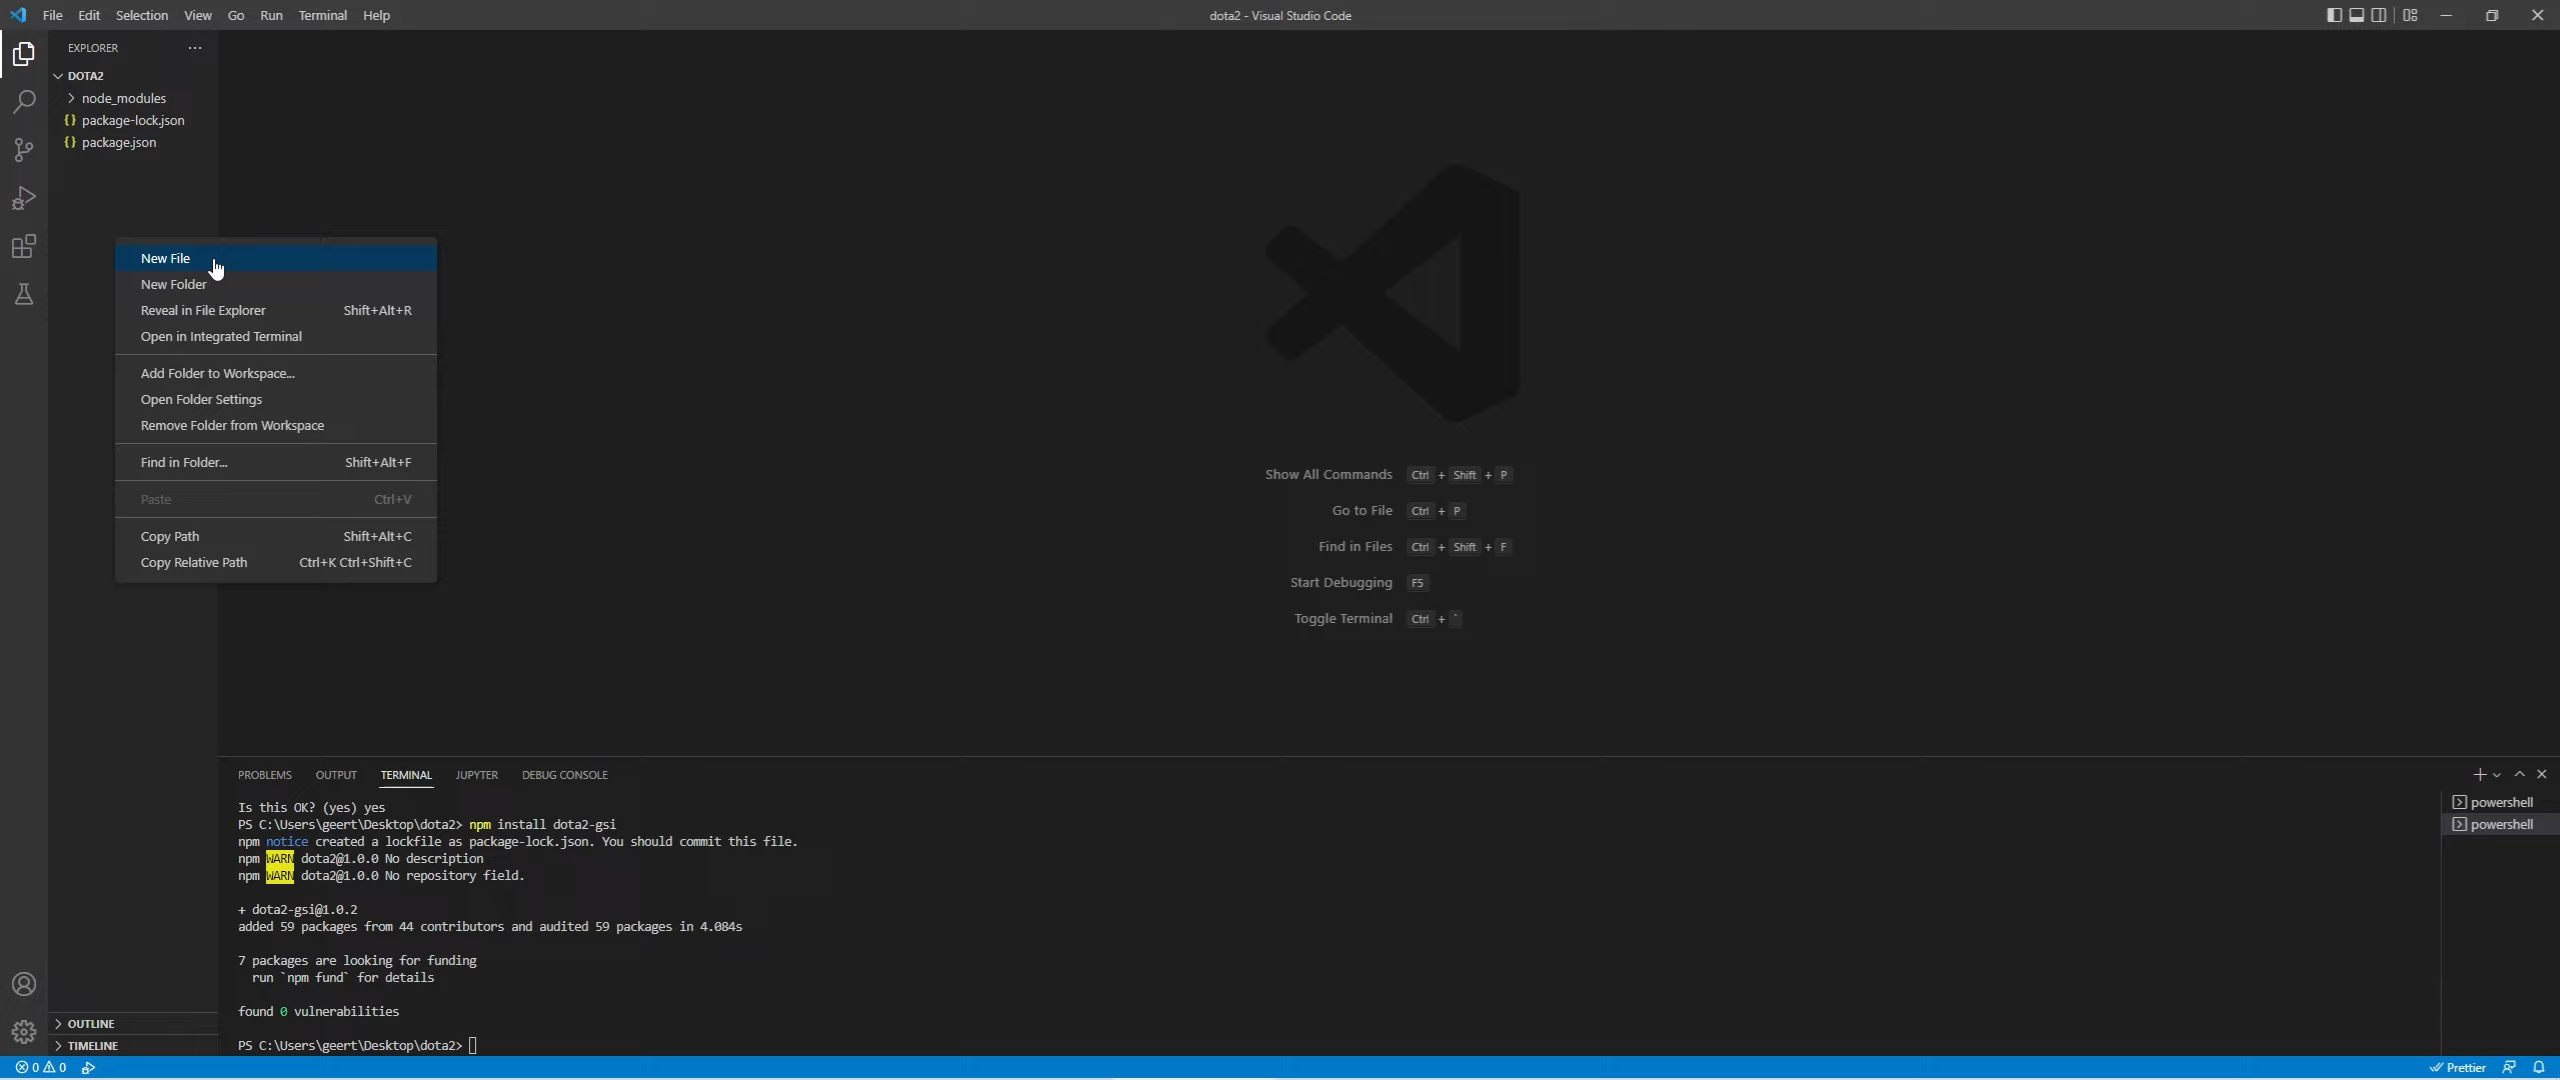 File Edit Selection View Go Run Terminal Help
dota2 - Visual Studio Code
EXPLORER
DOTA2
node_modules
package-lock.json
package.json
New File
New Folder
Reveal in File Explorer Shift+Alt+R
Open in Integrated Terminal
Add Folder to Workspace...
Open Folder Settings
Remove Folder from Workspace
Find in Folder... Shift+Alt+F
Paste Ctrl+V
Copy Path Shift+Alt+C
Copy Relative Path Ctrl+K Ctrl+Shift+C
OUTLINE
TIMELINE
Show All Commands Ctrl + Shift + P
Go to File Ctrl + P
Find in Files Ctrl + Shift + F
Start Debugging F5
Toggle Terminal Ctrl + `
PROBLEMS OUTPUT TERMINAL JUPYTER DEBUG CONSOLE
Is this OK? (yes) yes
PS C:\Users\geert\Desktop\dota2> npm install dota2-gsi
npm notice created a lockfile as package-lock.json. You should commit this file.
npm WARN dota2@1.0.0 No description
npm WARN dota2@1.0.0 No repository field.
+ dota2-gsi@1.0.2
added 59 packages from 44 contributors and audited 59 packages in 4.084s
7 packages are looking for funding
run `npm fund` for details
found 0 vulnerabilities
PS C:\Users\geert\Desktop\dota2>
powershell
powershell
0 0
Prettier